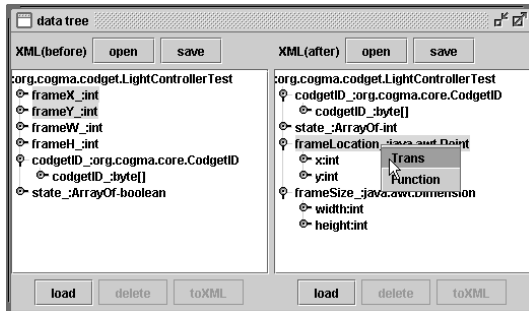 data tree
XML(before) open save
:org.cogma.codget.LightControllerTest
frameX_:int
frameY_:int
frameW_:int
frameH_:int
codgetID_:org.cogma.core.CodgetID
codgetID_:byte[]
state_:ArrayOf-boolean
load delete toXML
XML(after) open save
:org.cogma.codget.LightControllerTest
codgetID_:org.cogma.core.CodgetID
codgetID_:byte[]
state_:ArrayOf-int
frameLocation_:java.awt.Point
x:int
y:int
Trans
Function
frameSize_:java.awt.Dimension
width:int
height:int
load delete toXML